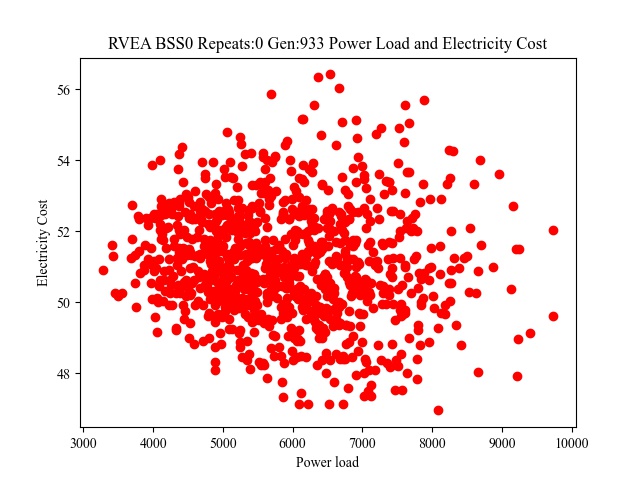 RVEA BSS0 Repeats:0 Gen:933 Power Load and Electricity Cost
56
54
52
50
48
Electricity Cost
3000 4000 5000 6000 7000 8000 9000 10000
Power load